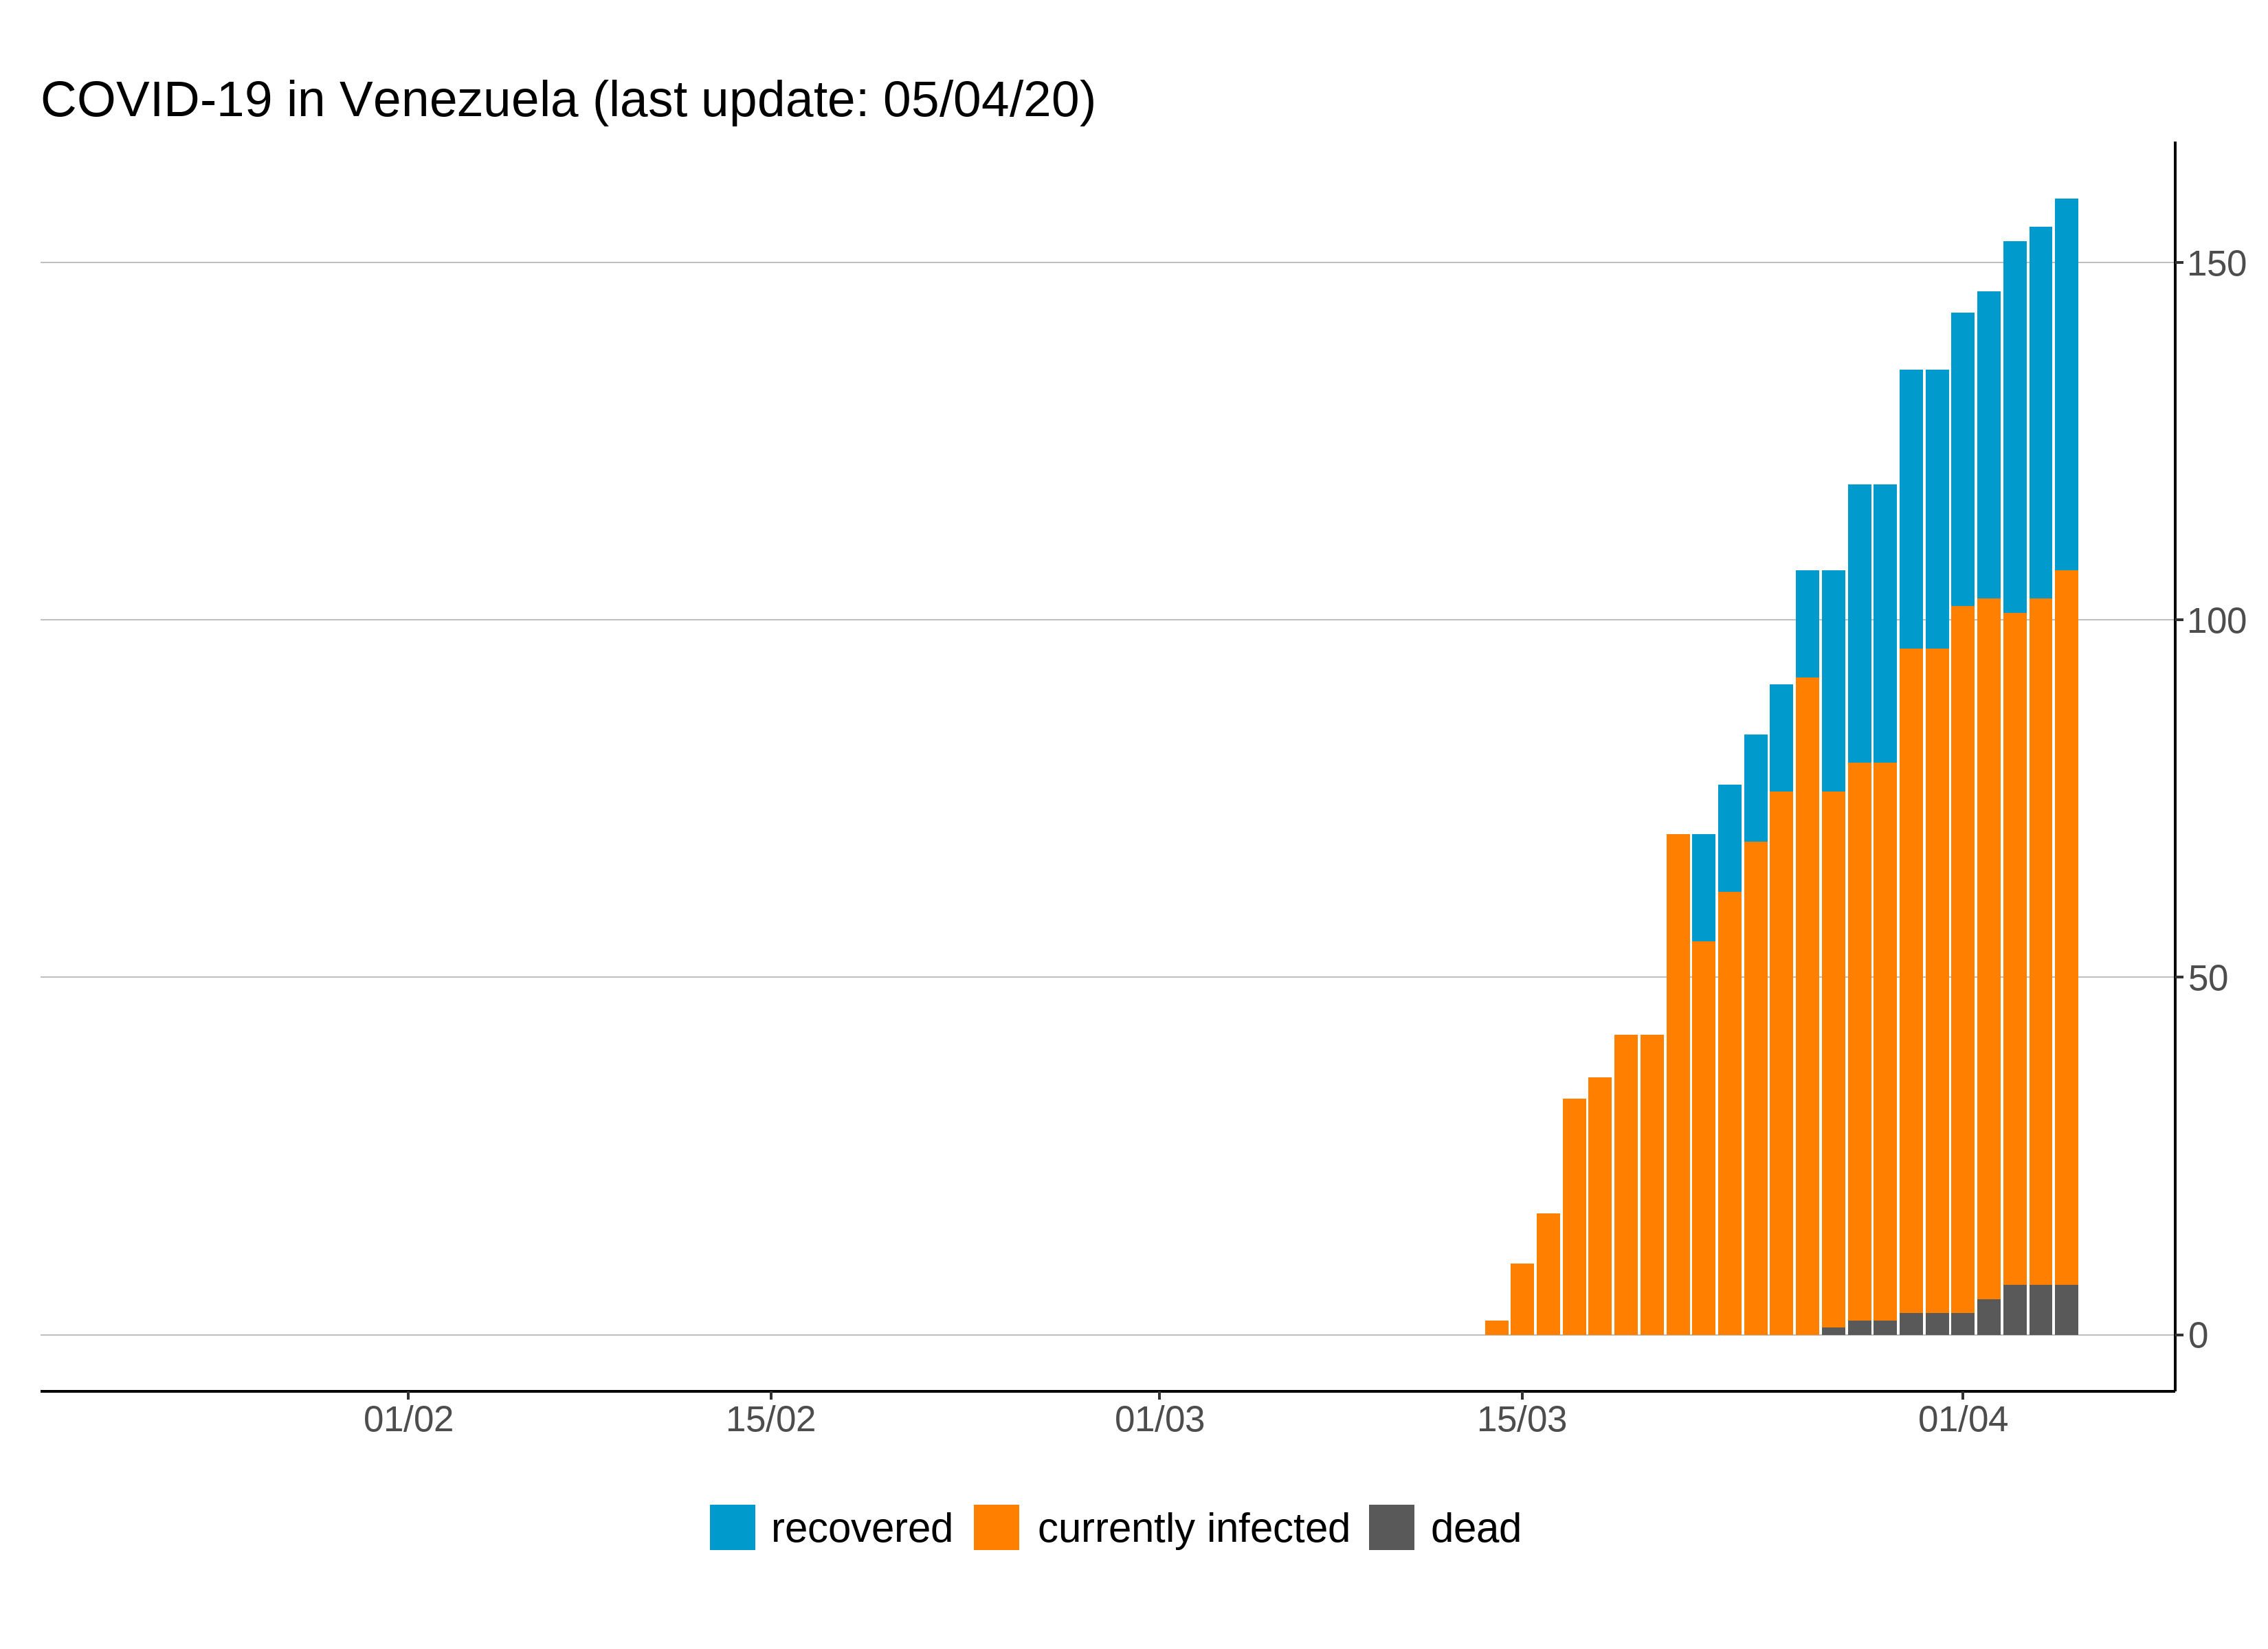 COVID-19 in Venezuela (last update: 05/04/20)
150
100
50
0
01/02 15/02 01/03 15/03 01/04
recovered currently infected dead